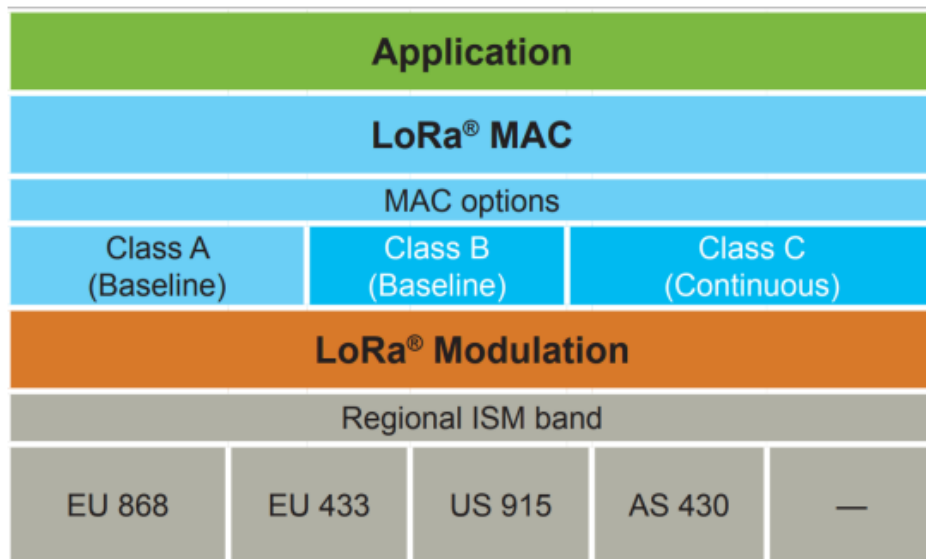 Application
LoRa® MAC
MAC options
Class A
(Baseline)
Class B
(Baseline)
Class C
(Continuous)
LoRa® Modulation
Regional ISM band
EU 868
EU 433
US 915
AS 430
—